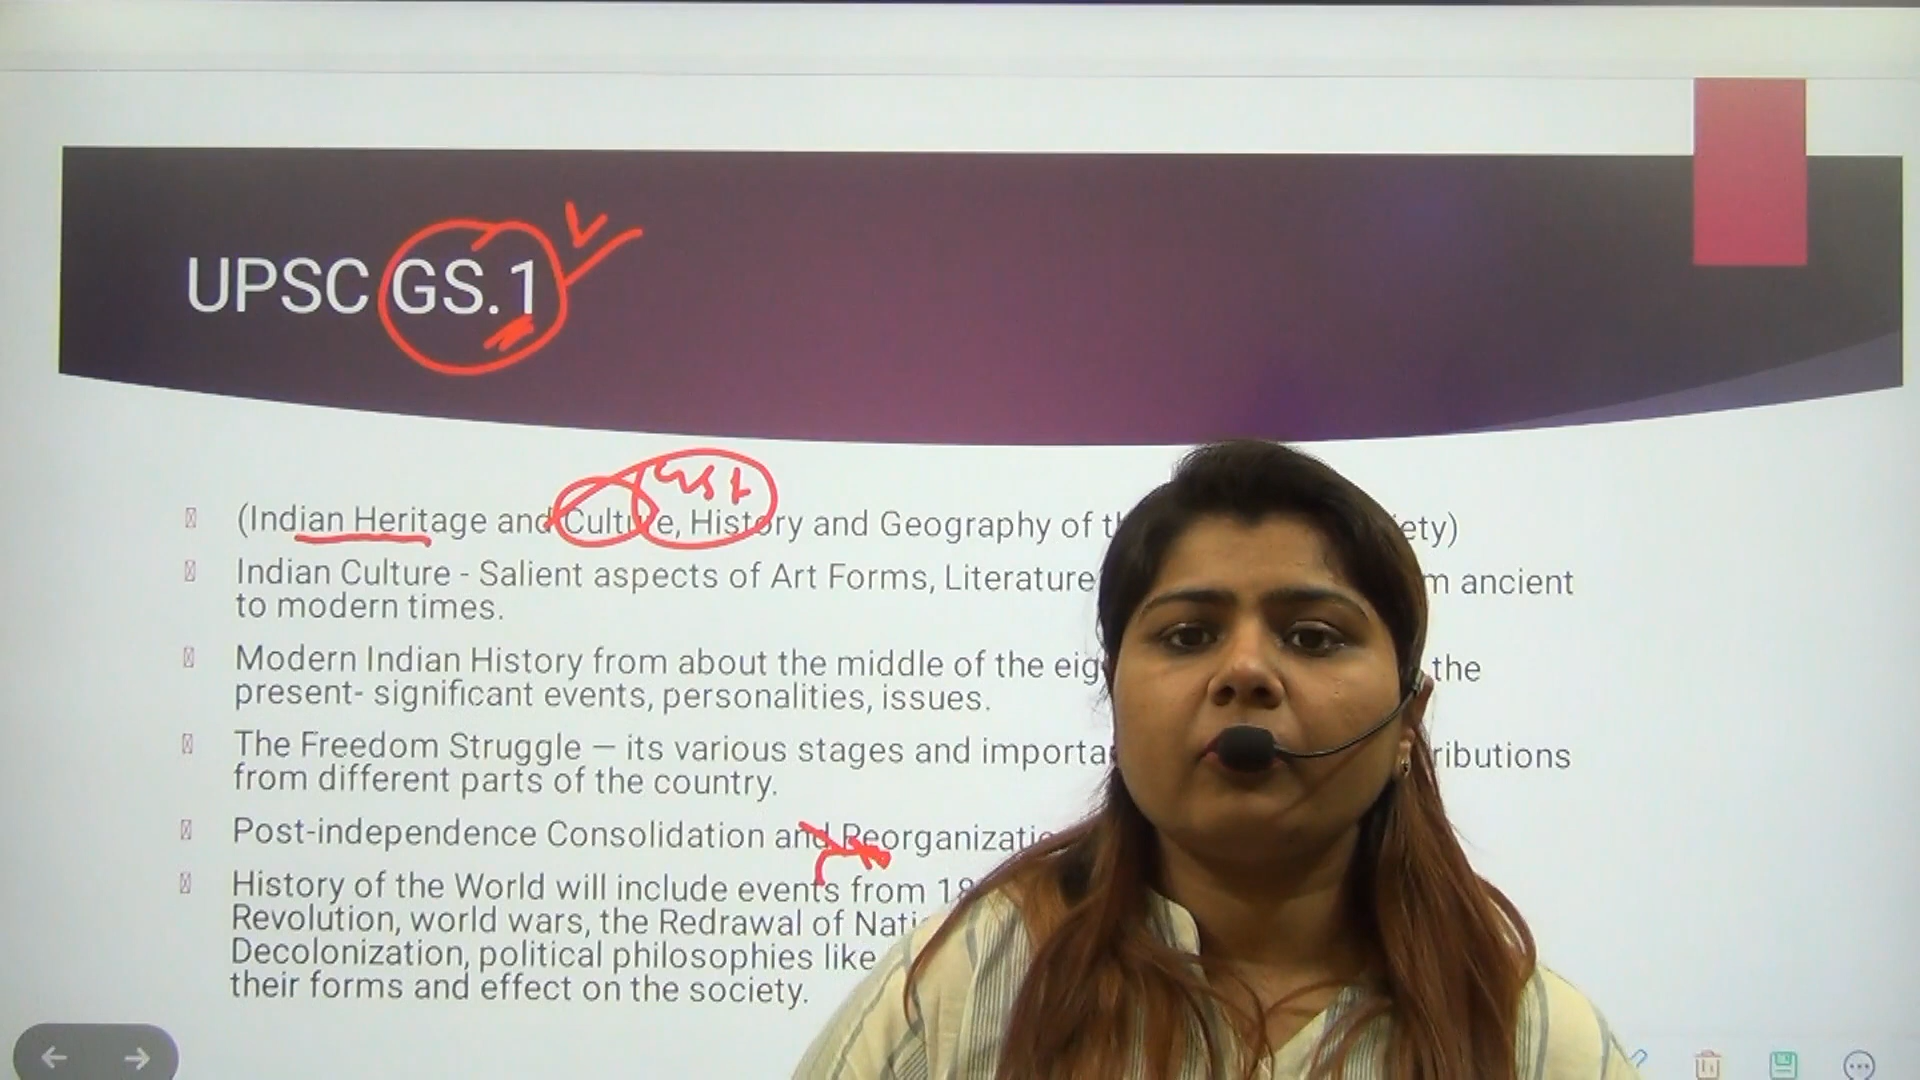 UPSC GS.1
GS 1
(Indian Heritage and Culture, History and Geography of ety)
Indian Culture - Salient aspects of Art Forms, Literature ancient
to modern times.
Modern Indian History from about the middle of the the
present- significant events, personalities, issues.
The Freedom Struggle — its various stages and
from different parts of the country.
Post-independence Consolidation and
History of the World will include events from
Revolution, world wars, the Redrawal of
Decolonization, political philosophies like
their forms and effect on the society.